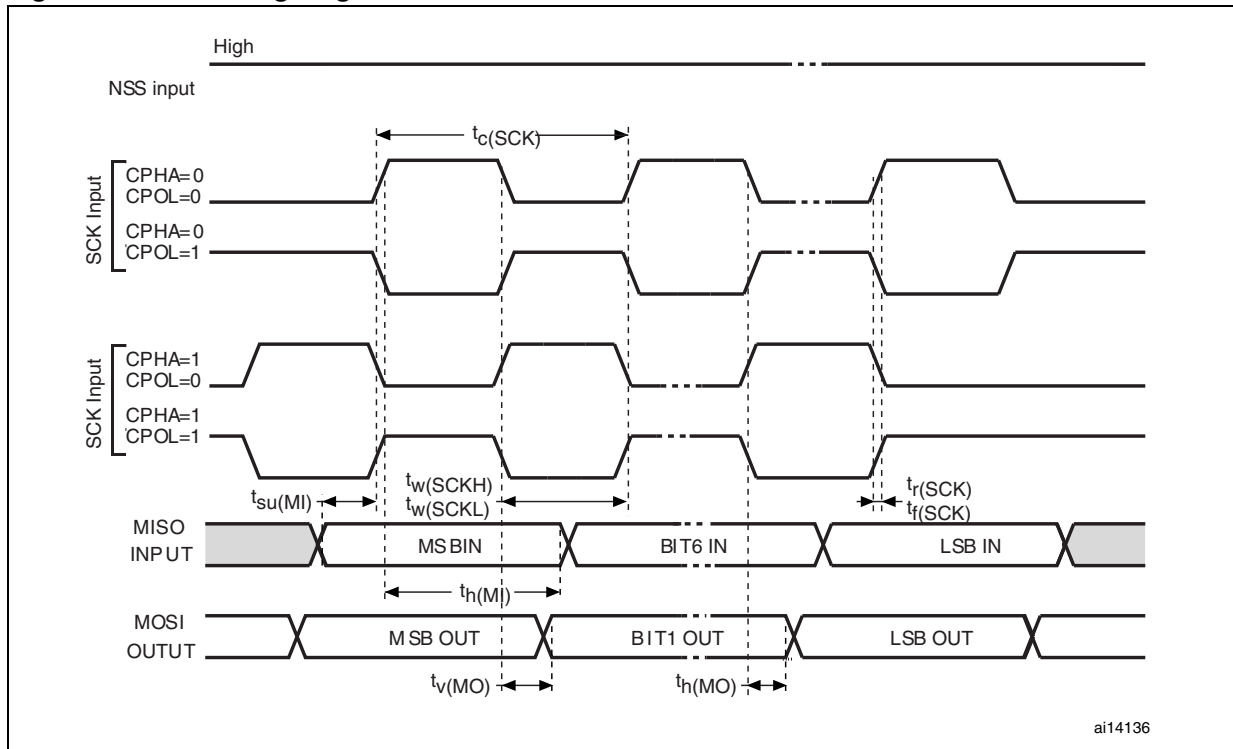 High
NSS input
tc(SCK)
SCK Input
CPHA=0
CPOL=0
CPHA=0
CPOL=1
SCK Input
CPHA=1
CPOL=0
CPHA=1
CPOL=1
tsu(MI)
tw(SCKH)
tw(SCKL)
tr(SCK)
tf(SCK)
MISO
INPUT
MSBIN
BIT6 IN
LSB IN
th(MI)
MOSI
OUTUT
MSB OUT
BIT1 OUT
LSB OUT
tv(MO)
th(MO)
ai14136